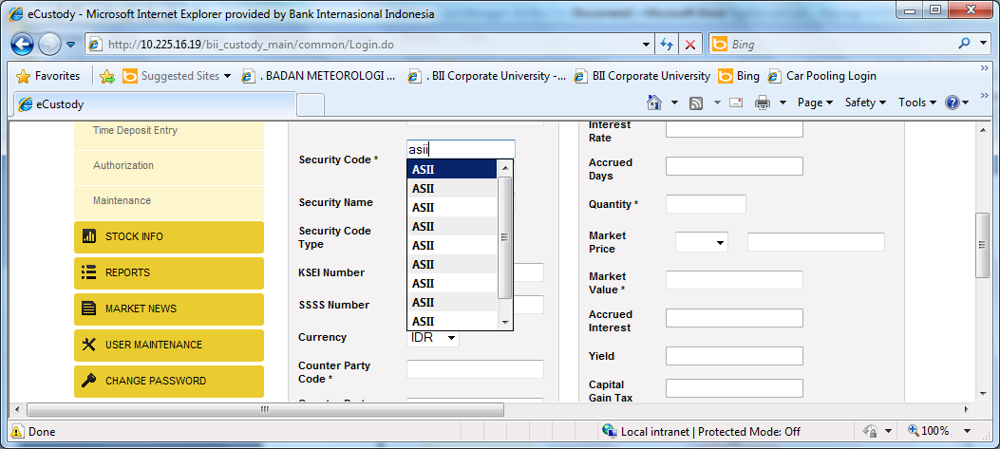 eCustody - Microsoft Internet Explorer provided by Bank Internasional Indonesia
http://10.225.16.19/bii_custody_main/common/Login.do
Bing
Favorites
Suggested Sites
. BADAN METEOROLOGI ...
. BII Corporate University -...
BII Corporate University
Bing
Car Pooling Login
eCustody
Page
Safety
Tools
Time Deposit Entry
Authorization
Maintenance
STOCK INFO
REPORTS
MARKET NEWS
USER MAINTENANCE
CHANGE PASSWORD
Security Code *
asii
ASII
ASII
ASII
ASII
ASII
ASII
ASII
ASII
ASII
Security Name
Security Code
Type
KSEI Number
SSSS Number
Currency
IDR
Counter Party
Code *
Interest
Rate
Accrued
Days
Quantity *
Market
Price
Market
Value *
Accrued
Interest
Yield
Capital
Gain Tax
Done
Local intranet | Protected Mode: Off
100%